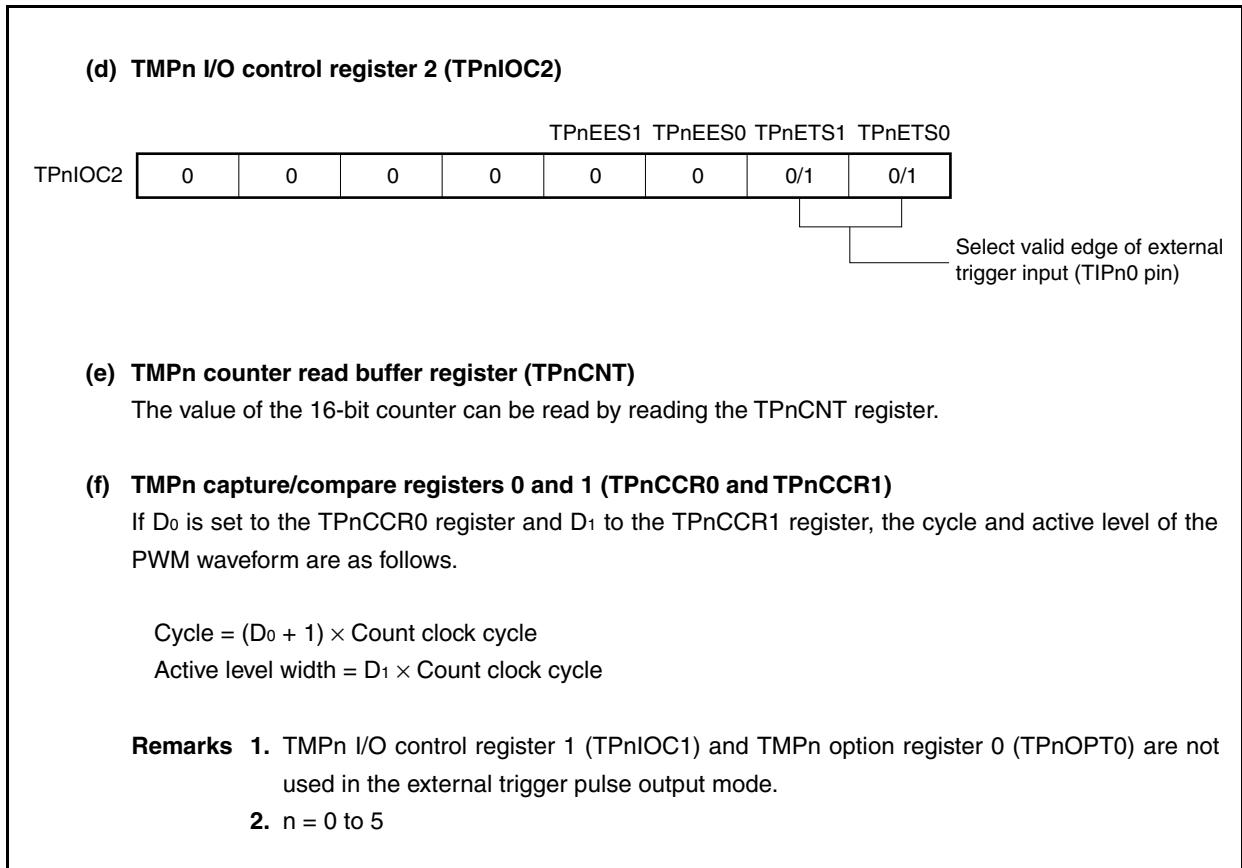 (d) TMPn I/O control register 2 (TPnIOC2)
TPnEES1 TPnEES0 TPnETS1 TPnETS0
TPnIOC2 0 0 0 0 0 0 0/1 0/1
Select valid edge of external
trigger input (TIPn0 pin)
(e) TMPn counter read buffer register (TPnCNT)
The value of the 16-bit counter can be read by reading the TPnCNT register.
(f) TMPn capture/compare registers 0 and 1 (TPnCCR0 and TPnCCR1)
If D₀ is set to the TPnCCR0 register and D₁ to the TPnCCR1 register, the cycle and active level of the
PWM waveform are as follows.
Cycle = (D₀ + 1) × Count clock cycle
Active level width = D₁ × Count clock cycle
Remarks 1. TMPn I/O control register 1 (TPnIOC1) and TMPn option register 0 (TPnOPT0) are not
used in the external trigger pulse output mode.
2. n = 0 to 5